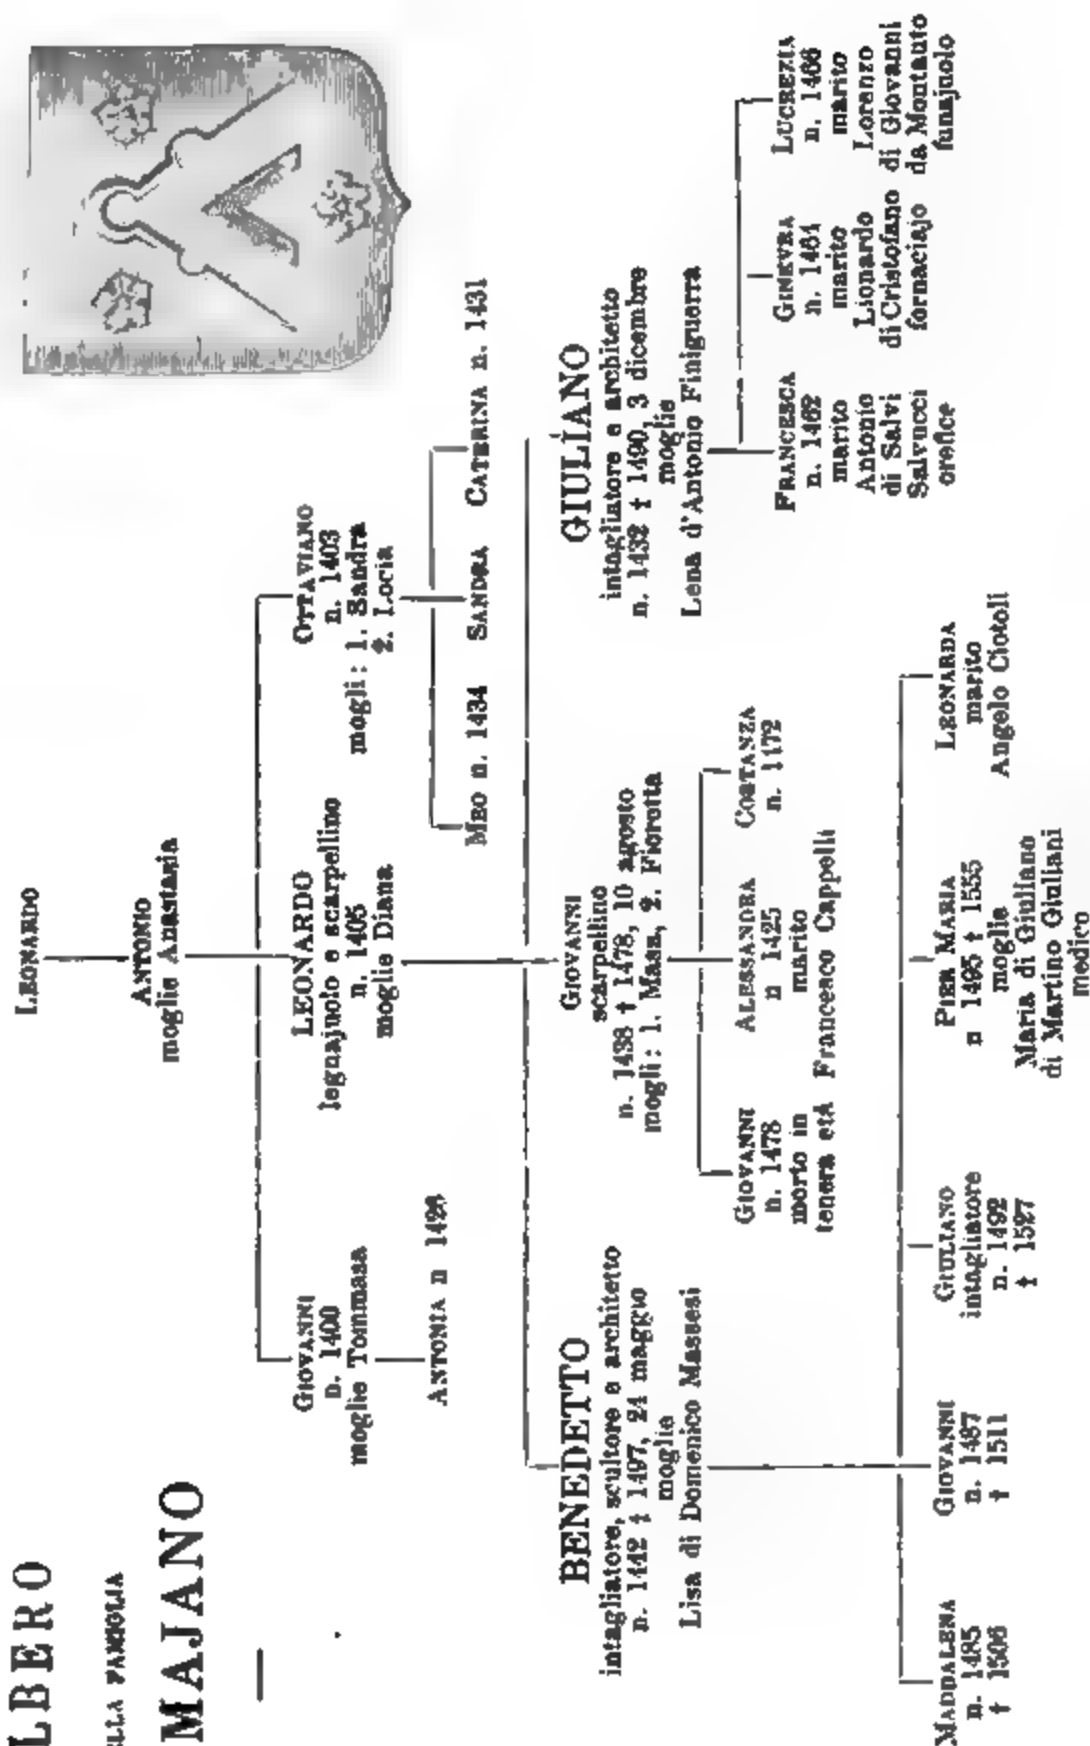 LBERO
ELLA FAMIGLIA
MAJANO
LEONARDO
ANTONIO
moglie Anastasia
GIOVANNI
n. 1400
moglie Tommasa
LEONARDO
legnajuolo e scarpellino
n. 1405
moglie Diana
OTTAVIANO
n. 1403
mogli: 1. Sandra
2. Locia
ANTONIA n 1426
MEO n. 1434
SANDRA
CATERINA n. 1431
BENEDETTO
intagliatore, scultore e architetto
n. 1442 † 1497, 24 maggio
moglie
Lisa di Domenico Massesi
GIOVANNI
scarpellino
n. 1438 † 1478, 10 agosto
mogli: 1. Masa, 2. Fioretta
GIULIANO
intagliatore e architetto
n. 1432 † 1490, 3 dicembre
moglie
Lena d'Antonio Finiguerra
GIOVANNI
n. 1478
morto in
tenera età
ALESSANDRA
n 1425
marito
Francesco Cappelli
COSTANZA
n. 1172
FRANCESCA
n. 1462
marito
Antonio
di Salvi
Salvucci
orefice
GINEVRA
n. 1464
marito
Lionardo
di Cristofano
fornaciajo
LUCREZIA
n. 1466
marito
Lorenzo
di Giovanni
da Montauto
funajuolo
MADDALENA
n. 1485
† 1506
GIOVANNI
n. 1487
† 1511
GIULIANO
intagliatore
n. 1492
† 1527
PIER MARIA
n 1495 † 1555
moglie
Maria di Giuliano
di Martino Giuliani
medico
LEONARDA
marito
Angelo Ciotoli